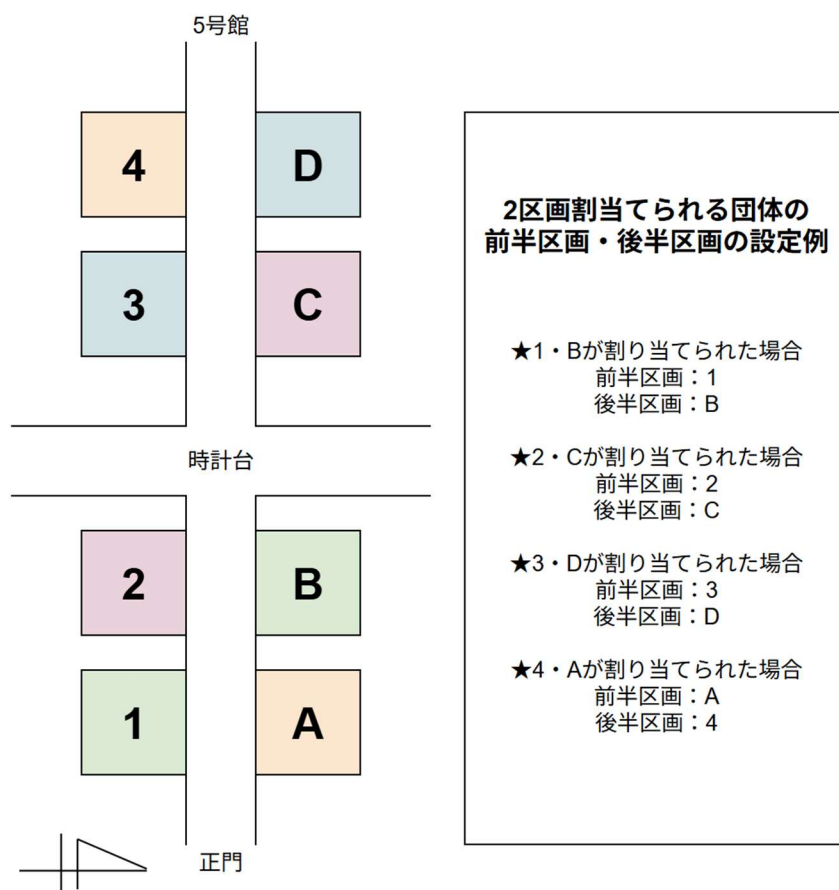 5号館
4
D
3
C
時計台
2
B
1
A
正門
2区画割当てられる団体の
前半区画・後半区画の設定例
★1・Bが割り当てられた場合
前半区画：1
後半区画：B
★2・Cが割り当てられた場合
前半区画：2
後半区画：C
★3・Dが割り当てられた場合
前半区画：3
後半区画：D
★4・Aが割り当てられた場合
前半区画：A
後半区画：4